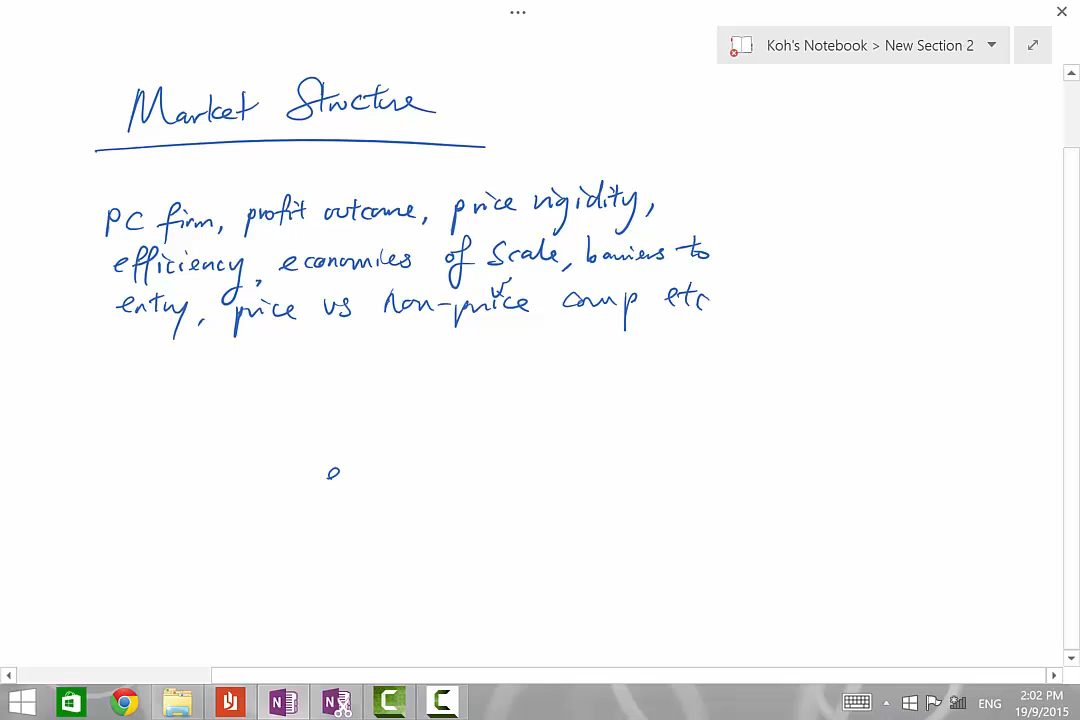 ...
Koh's Notebook > New Section 2
Market Structure
PC firm, profit outcome, price rigidity,
efficiency, economies of scale, barriers to
entry, price vs non-price comp etc
e
ENG
2:02 PM
19/9/2015